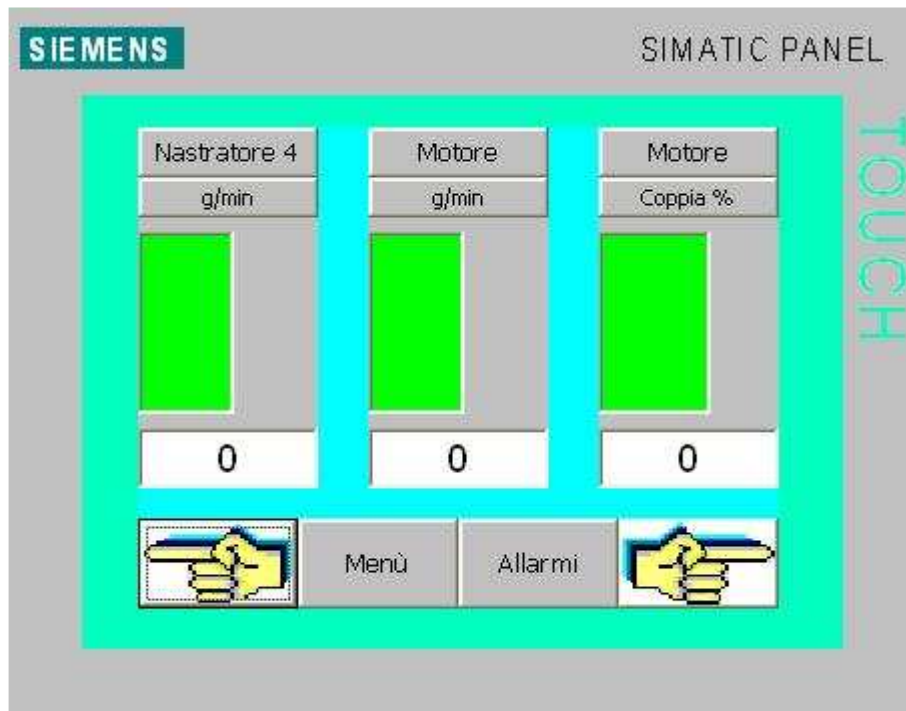 SIEMENS
SIMATIC PANEL
TOUCH
Nastratore 4
Motore
Motore
g/min
g/min
Coppia %
0
0
0
Menù
Allarmi